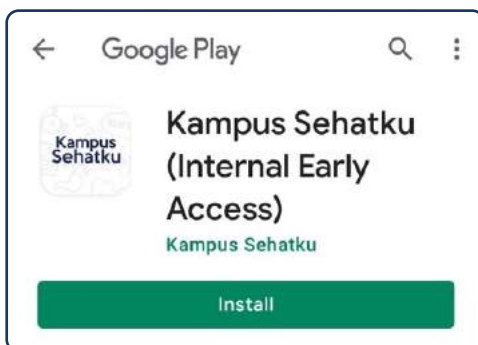 Google Play
Kampus
Sehatku
Kampus Sehatku
(Internal Early
Access)
Kampus Sehatku
Install